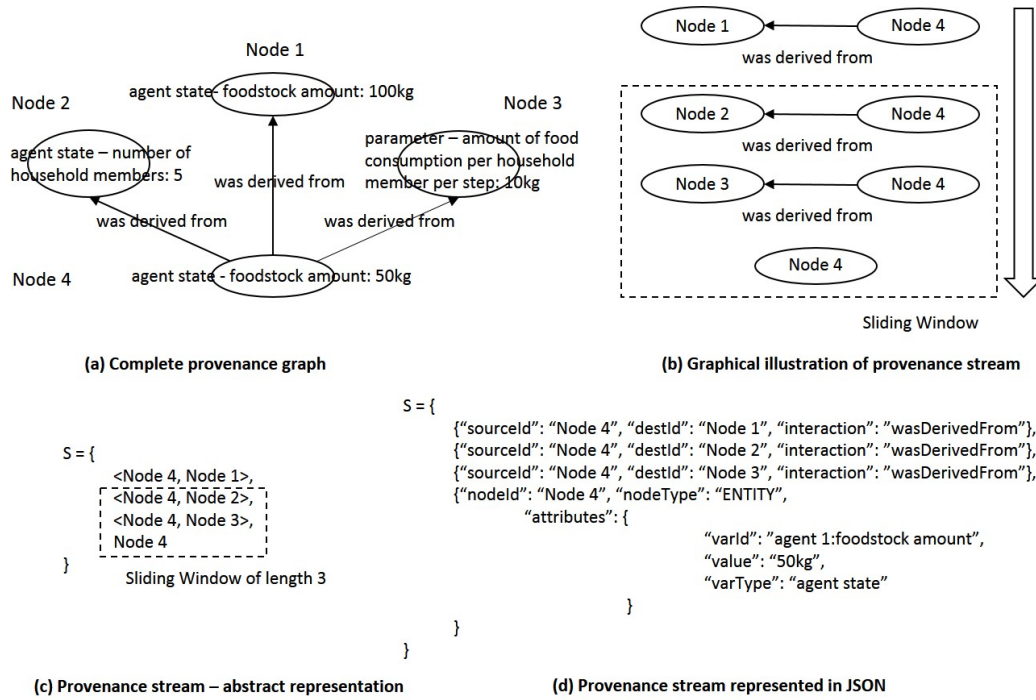 Node 1
agent state- foodstock amount: 100kg
Node 2
agent state – number of
household members: 5
Node 3
parameter – amount of food
consumption per household
member per step: 10kg
was derived from
was derived from
was derived from
Node 4
agent state - foodstock amount: 50kg
(a) Complete provenance graph
Node 1
Node 4
was derived from
Node 2
Node 4
was derived from
Node 3
Node 4
was derived from
Node 4
Sliding Window
(b) Graphical illustration of provenance stream
S = {
<Node 4, Node 1>,
<Node 4, Node 2>,
<Node 4, Node 3>,
Node 4
}
Sliding Window of length 3
(c) Provenance stream – abstract representation
S = {
{“sourceId”: “Node 4”, “destId”: “Node 1”, “interaction”: ”wasDerivedFrom”},
{“sourceId”: “Node 4”, “destId”: “Node 2”, “interaction”: ”wasDerivedFrom”},
{“sourceId”: “Node 4”, “destId”: “Node 3”, “interaction”: ”wasDerivedFrom”},
{“nodeId”: “Node 4”, “nodeType”: “ENTITY”,
“attributes”: {
“varId”: ”agent 1:foodstock amount”,
“value”: “50kg”,
“varType”: “agent state”
}
}
}
(d) Provenance stream represented in JSON